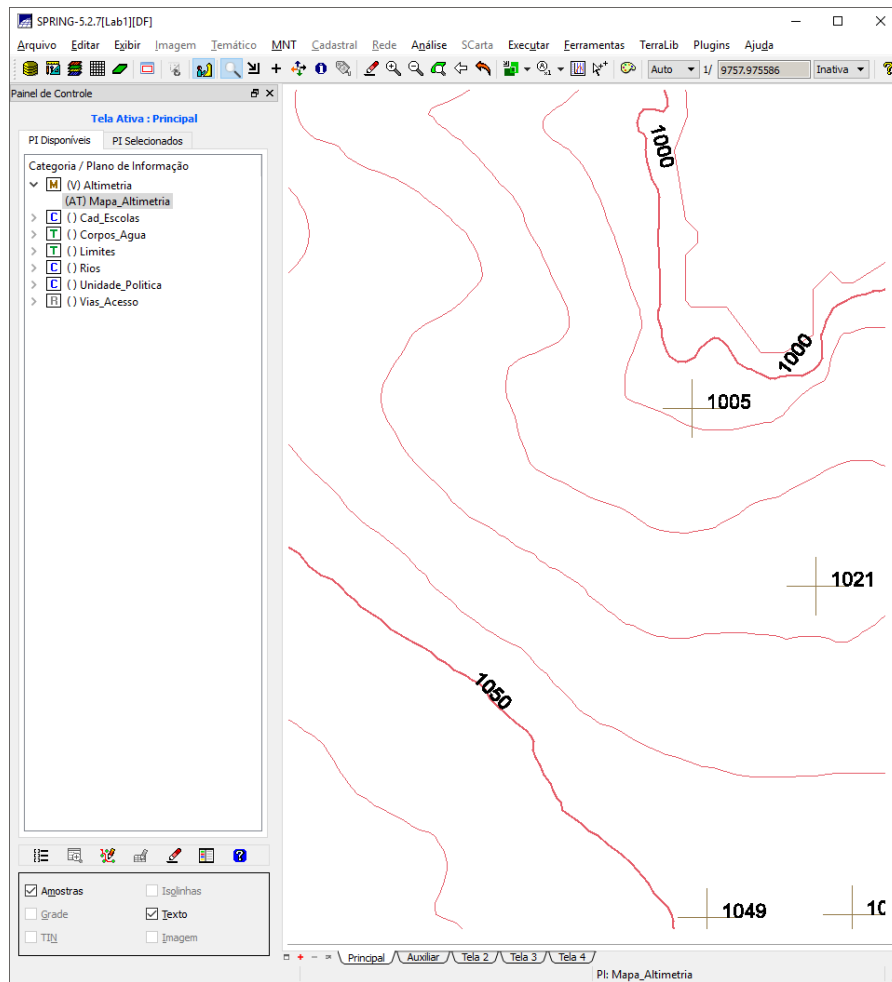 SPRING-5.2.7[Lab1][DF]
Arquivo Editar Exibir Imagem Temático MNT Cadastral Rede Análise SCarta Executar Ferramentas TerraLib Plugins Ajuda
Auto 1/ 9757.975586 Inativa
Painel de Controle
Tela Ativa : Principal
PI Disponíveis PI Selecionados
Categoria / Plano de Informação
M (V) Altimetria
(AT) Mapa_Altimetria
C ( ) Cad_Escolas
T ( ) Corpos_Agua
T ( ) Limites
C ( ) Rios
C ( ) Unidade_Politica
R ( ) Vias_Acesso
1000
1000
1005
1021
1050
1049
Amostras Isolinhas
Grade Texto
TIN Imagem
Principal Auxiliar Tela 2 Tela 3 Tela 4
PI: Mapa_Altimetria